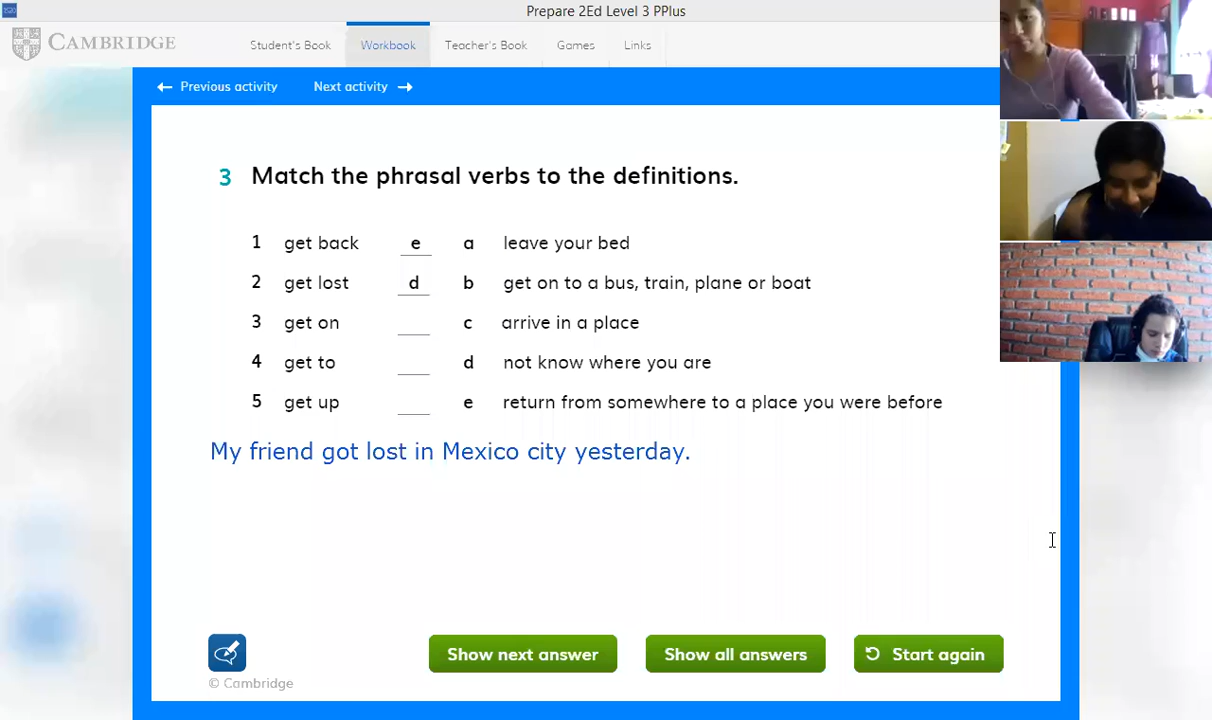 Prepare 2Ed Level 3 PPlus
CAMBRIDGE Student's Book Workbook Teacher's Book Games Links
← Previous activity Next activity →
3 Match the phrasal verbs to the definitions.
1 get back e a leave your bed
2 get lost d b get on to a bus, train, plane or boat
3 get on ___ c arrive in a place
4 get to ___ d not know where you are
5 get up ___ e return from somewhere to a place you were before
My friend got lost in Mexico city yesterday.
Show next answer Show all answers Start again
© Cambridge